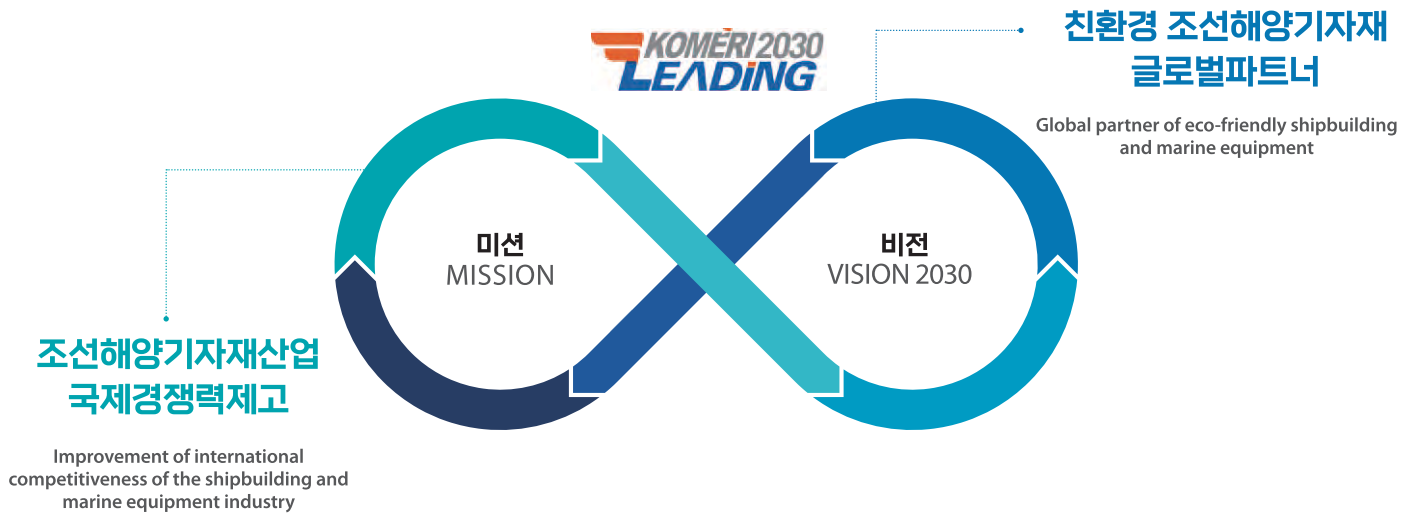 KOMERI 2030
LEADING
친환경 조선해양기자재
글로벌파트너
Global partner of eco-friendly shipbuilding
and marine equipment
미션
MISSION
비전
VISION 2030
조선해양기자재산업
국제경쟁력제고
Improvement of international
competitiveness of the shipbuilding and
marine equipment industry